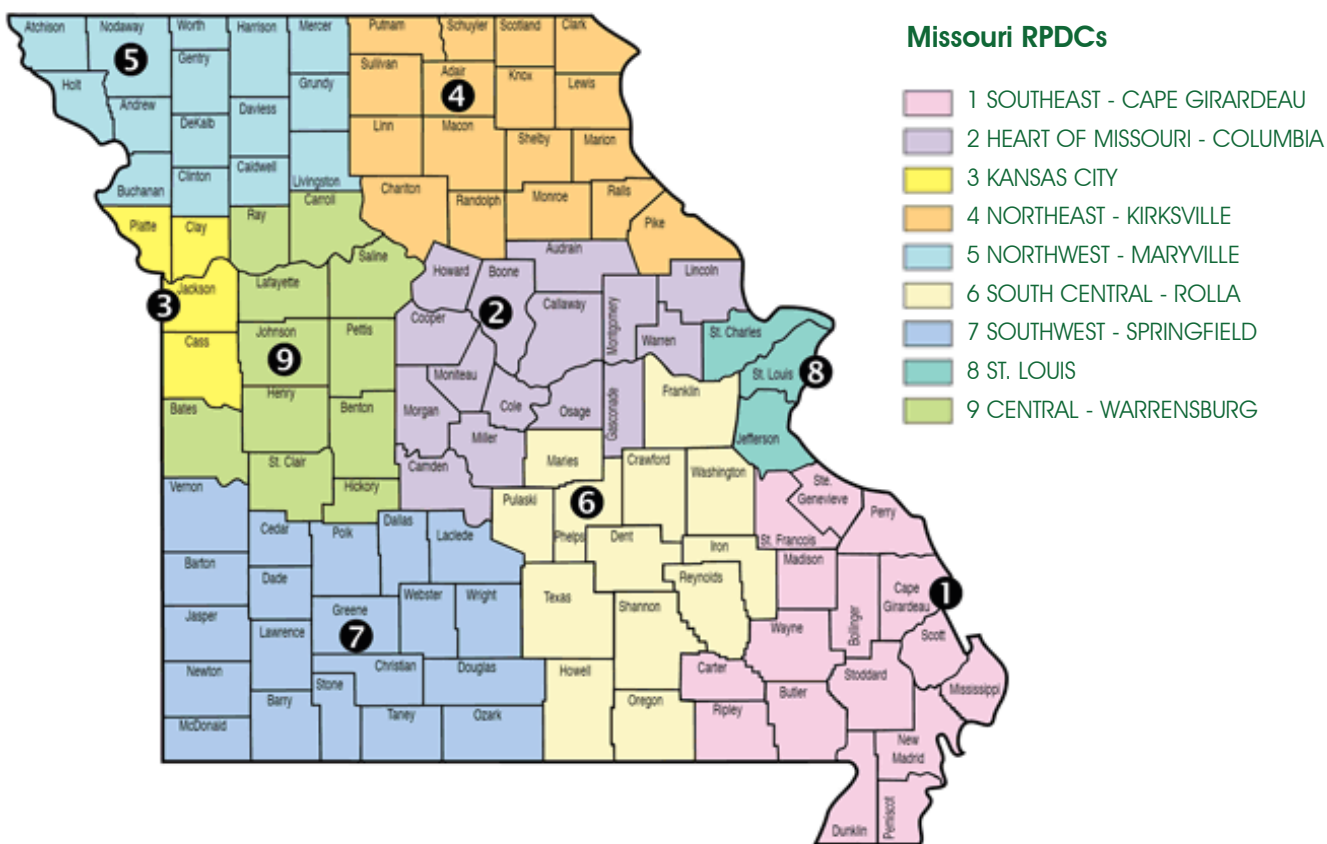 Missouri RPDCs
1 SOUTHEAST - CAPE GIRARDEAU
2 HEART OF MISSOURI - COLUMBIA
3 KANSAS CITY
4 NORTHEAST - KIRKSVILLE
5 NORTHWEST - MARYVILLE
6 SOUTH CENTRAL - ROLLA
7 SOUTHWEST - SPRINGFIELD
8 ST. LOUIS
9 CENTRAL - WARRENSBURG
Atchison
Nodaway
Worth
Harrison
Mercer
Putnam
Schuyler
Scotland
Clark
5
Gentry
Sullivan
Adair
Knox
Holt
Grundy
Lewis
4
Andrew
DeKalb
Daviess
Linn
Macon
Shelby
Marion
Buchanan
Clinton
Caldwell
Livingston
Chariton
Randolph
Monroe
Ralls
Platte
Clay
Ray
Carroll
Saline
Pike
Audrain
Howard
Boone
Lincoln
3
Jackson
Lafayette
Cooper
2
Callaway
Montgomery
Warren
St. Charles
Cass
Johnson
9
Pettis
St. Louis
8
Moniteau
Bates
Henry
Benton
Morgan
Cole
Osage
Gasconade
Franklin
Jefferson
Miller
St. Clair
Camden
Maries
Crawford
Washington
Vernon
Hickory
Pulaski
6
Phelps
Ste.
Genevieve
Perry
Cedar
Polk
Dallas
Laclede
Dent
Iron
St. Francois
Barton
Dade
Reynolds
Madison
Cape
Girardeau
1
Jasper
Lawrence
Greene
7
Webster
Wright
Texas
Shannon
Wayne
Bollinger
Scott
Newton
Christian
Douglas
Howell
Carter
Stoddard
Mississippi
McDonald
Barry
Stone
Taney
Ozark
Oregon
Ripley
Butler
New
Madrid
Dunklin
Pemiscot